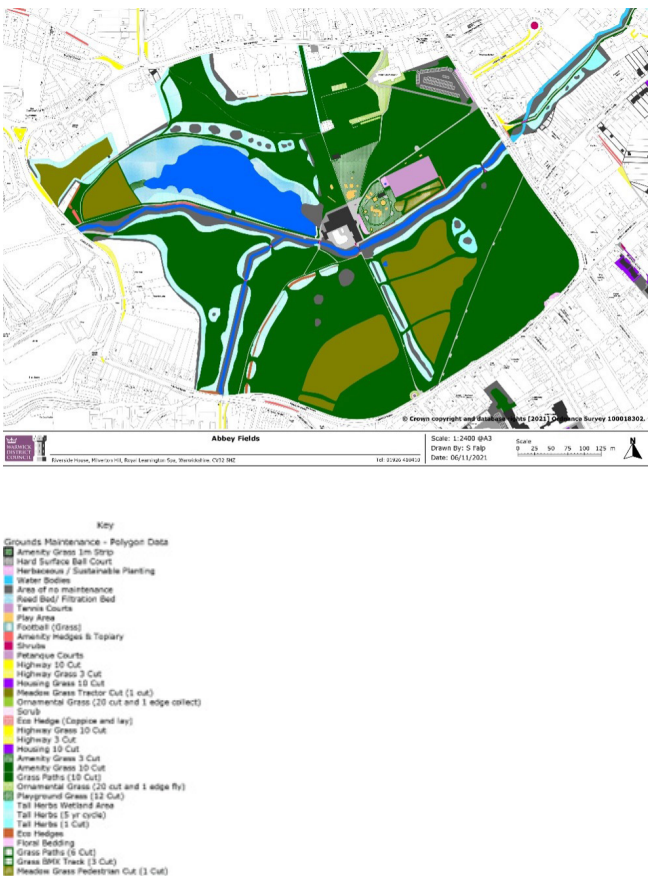 © Crown copyright and database rights [2021] Ordnance Survey 100018302.
WARWICK
DISTRICT
COUNCIL
Abbey Fields
Riverside House, Milverton Hill, Royal Leamington Spa, Warwickshire, CV32 5HZ
Scale: 1:2400 @A3
Drawn By: S Falp
Date: 06/11/2021
Scale
0 25 50 75 100 125 m
N
Key
Grounds Maintenance - Polygon Data
Amenity Grass 1m Strip
Hard Surface Ball Court
Herbaceous / Sustainable Planting
Water Bodies
Area of no maintenance
Reed Bed/ Filtration Bed
Tennis Courts
Play Area
Football (Grass)
Amenity Hedges & Topiary
Shrubs
Petanque Courts
Highway 10 Cut
Highway Grass 3 Cut
Housing Grass 10 Cut
Meadow Grass Tractor Cut (1 cut)
Ornamental Grass (20 cut and 1 edge collect)
Scrub
Eco Hedge (Coppice and lay)
Highway Grass 10 Cut
Highway 3 Cut
Housing 10 Cut
Amenity Grass 3 Cut
Amenity Grass 10 Cut
Grass Paths (10 Cut)
Ornamental Grass (20 cut and 1 edge fly)
Playground Grass (12 Cut)
Tall Herbs Wetland Area
Tall Herbs (5 yr cycle)
Tall Herbs (1 Cut)
Eco Hedges
Floral Bedding
Grass Paths (6 Cut)
Grass BMX Track (3 Cut)
Meadow Grass Pedestrian Cut (1 Cut)